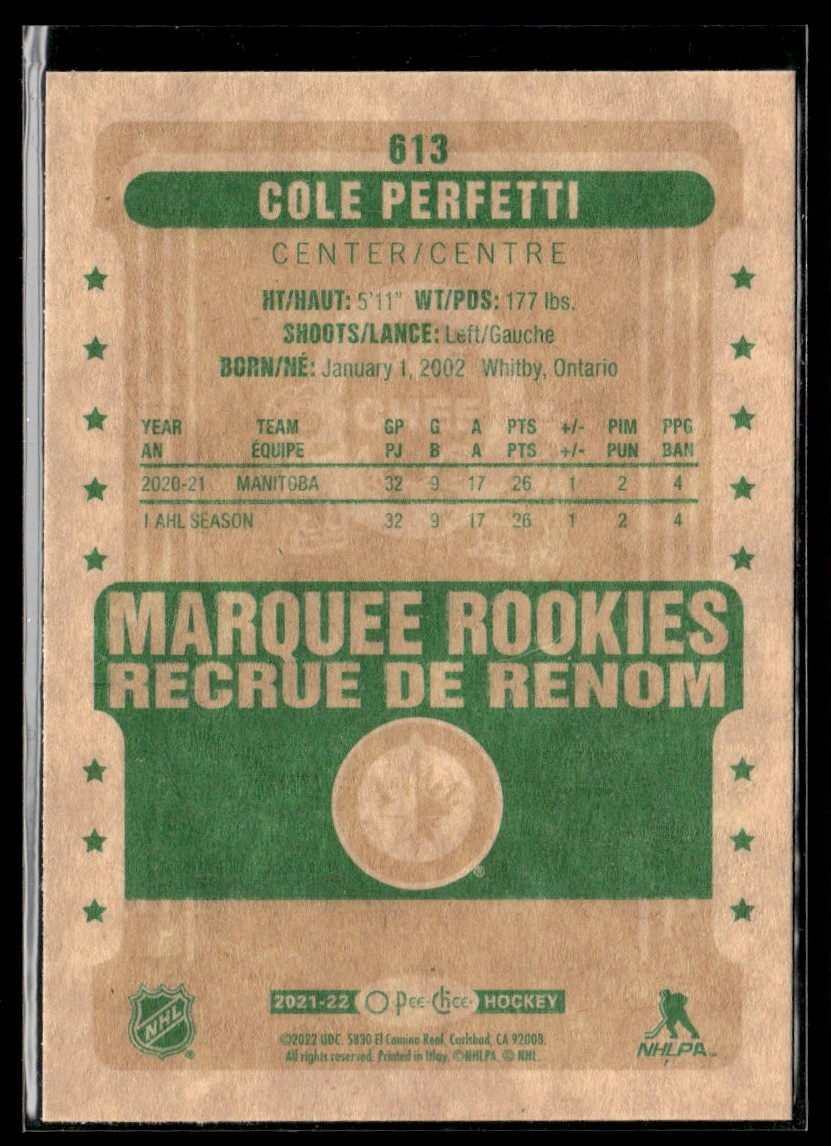 613
COLE PERFETTI
CENTER/CENTRE
HT/HAUT: 5'11" WT/PDS: 177 lbs.
SHOOTS/LANCE: Left/Gauche
BORN/NÉ: January 1, 2002 Whitby, Ontario
YEAR TEAM GP G A PTS +/- PIM PPG
AN ÉQUIPE PJ B A PTS +/- PUN BAN
2020-21 MANITOBA 32 9 17 26 1 2 4
1 AHL SEASON 32 9 17 26 1 2 4
MARQUEE ROOKIES
RECRUE DE RENOM
®
2021-22 O-Pee-Chee HOCKEY
NHL ®
©2022 UDC. 5830 El Camino Real, Carlsbad, CA 92008.
All rights reserved. Printed in Italy. ©NHLPA. © NHL.
NHLPA™